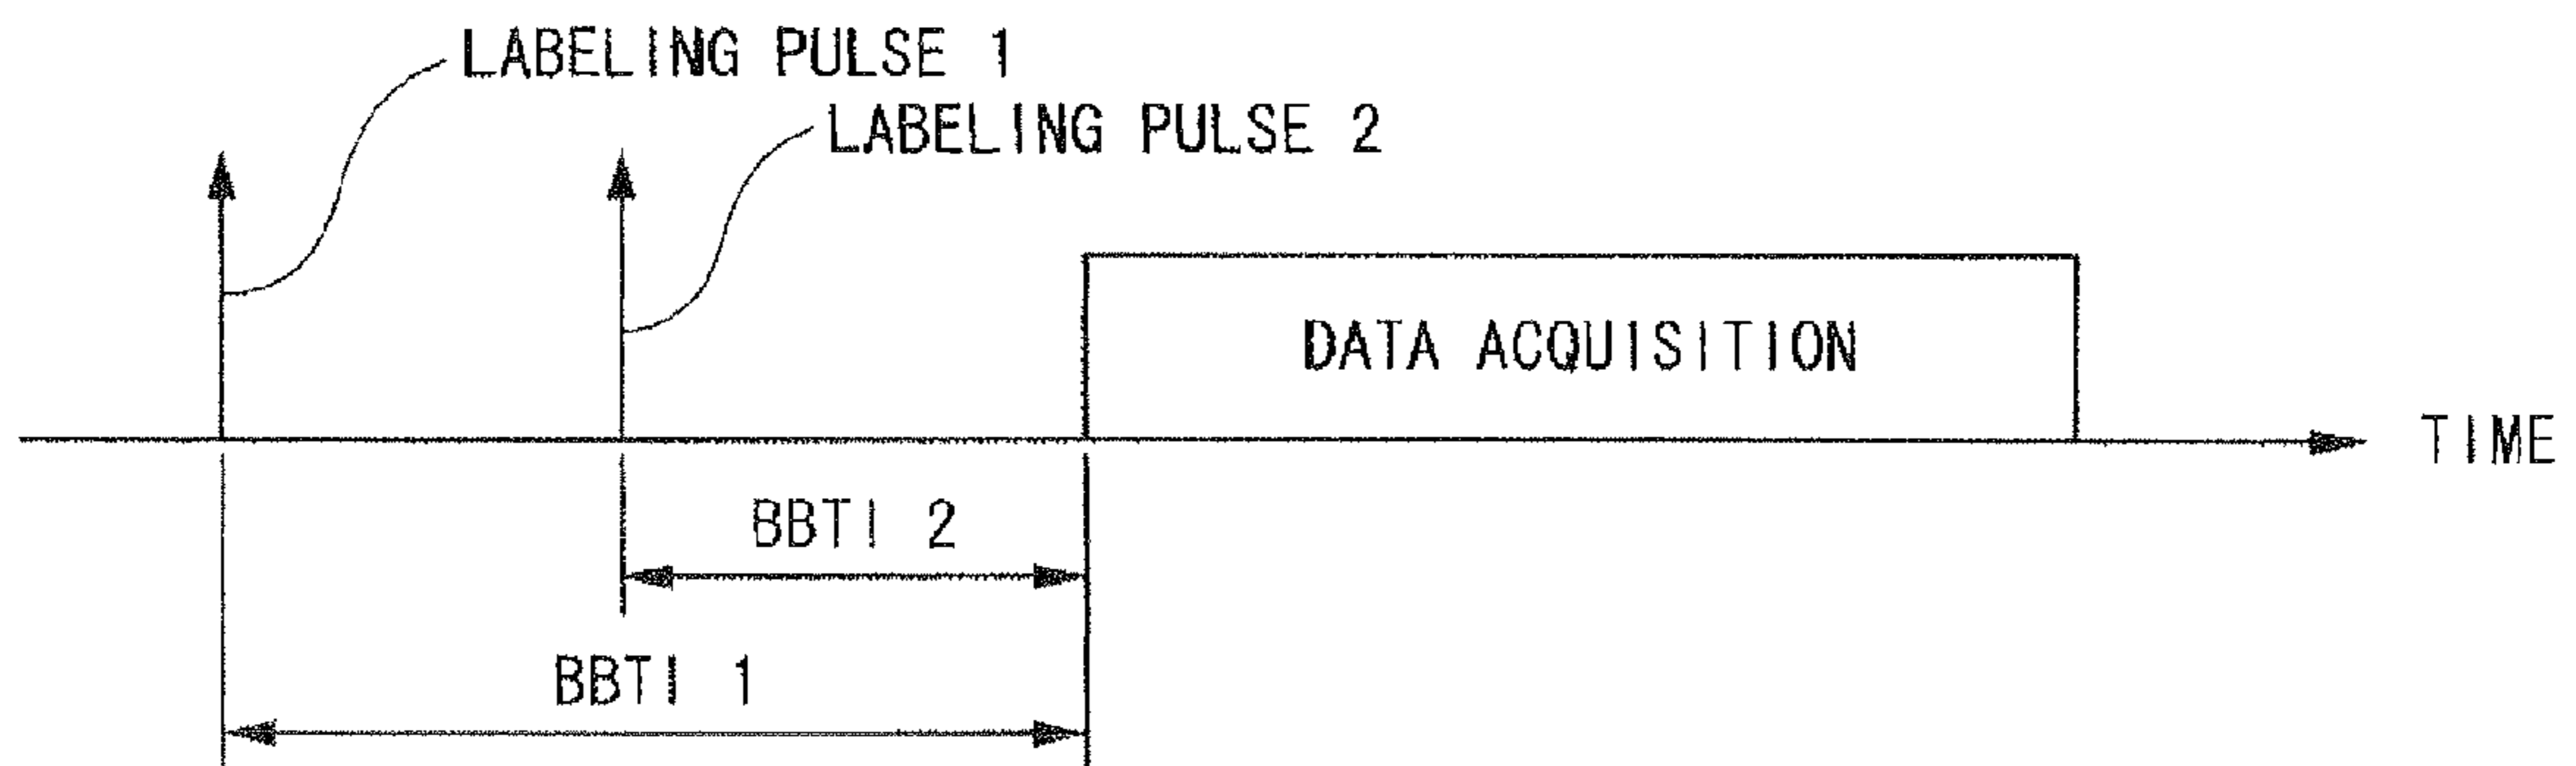 LABELING PULSE 1
LABELING PULSE 2
DATA ACQUISITION
TIME
BBTI 2
BBTI 1